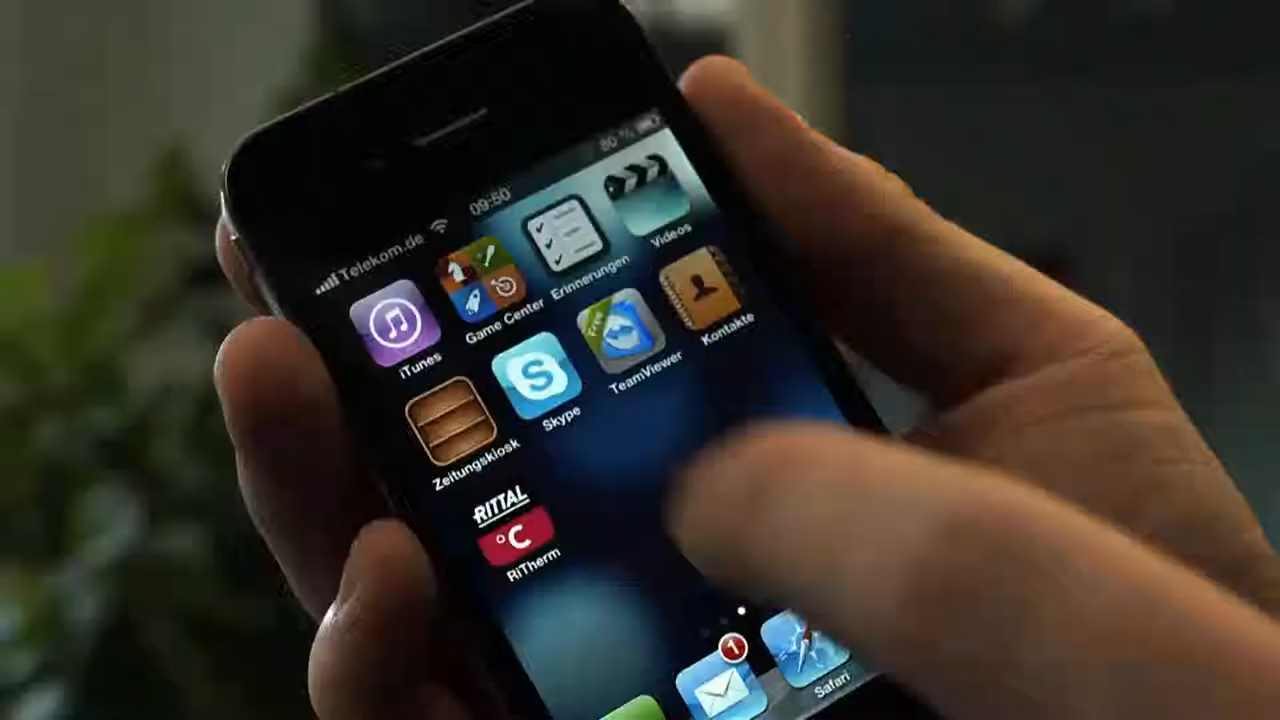 Telekom.de 09:50 80 %
iTunes Game Center Erinnerungen Videos
Free
Zeitungskiosk Skype TeamViewer Kontakte
S
RITTAL
°C
RiTherm
1
Safari